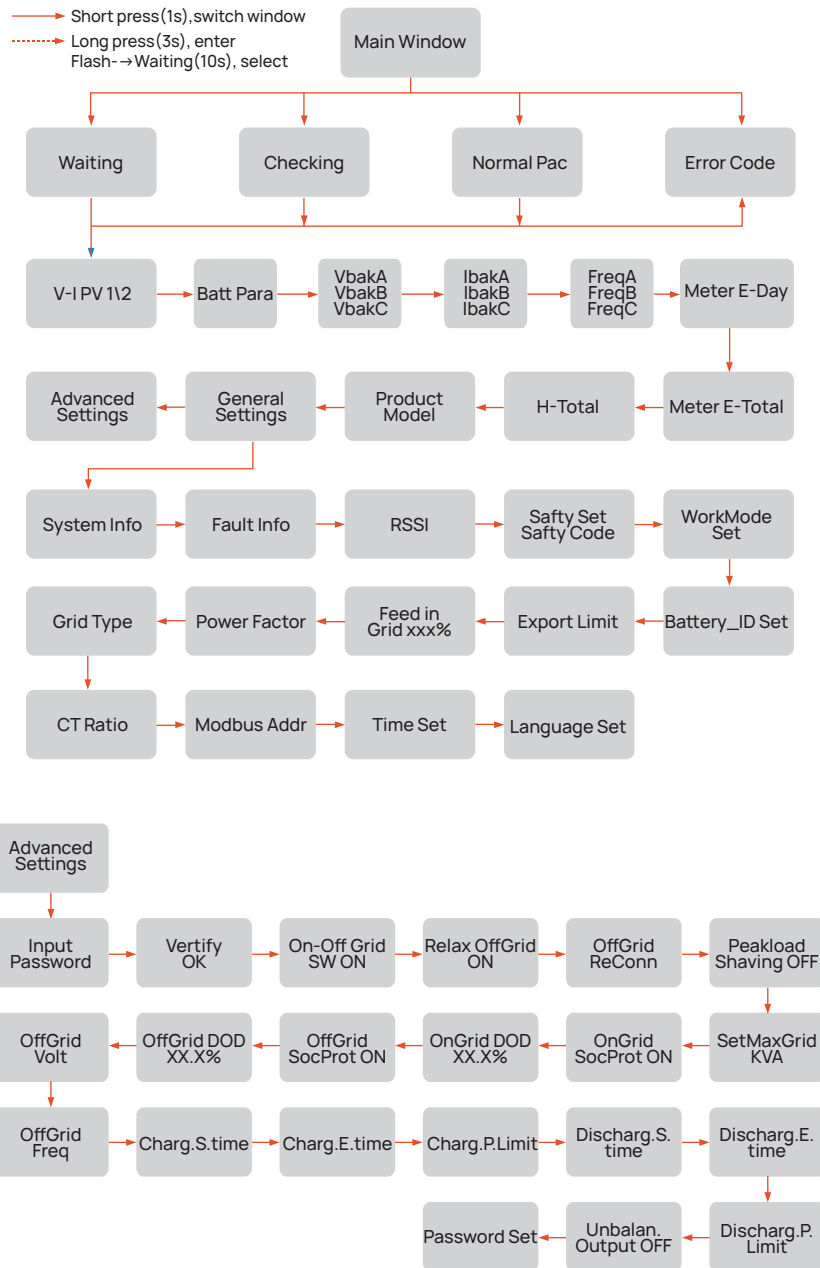 Short press(1s),switch window
Long press(3s), enter
Flash-→Waiting(10s), select
Main Window
Waiting
Checking
Normal Pac
Error Code
V-I PV 1\2
Batt Para
VbakA
VbakB
VbakC
IbakA
IbakB
IbakC
FreqA
FreqB
FreqC
Meter E-Day
Advanced
Settings
General
Settings
Product
Model
H-Total
Meter E-Total
System Info
Fault Info
RSSI
Safty Set
Safty Code
WorkMode
Set
Grid Type
Power Factor
Feed in
Grid xxx%
Export Limit
Battery_ID Set
CT Ratio
Modbus Addr
Time Set
Language Set
Advanced
Settings
Input
Password
Vertify
OK
On-Off Grid
SW ON
Relax OffGrid
ON
OffGrid
ReConn
Peakload
Shaving OFF
OffGrid
Volt
OffGrid DOD
XX.X%
OffGrid
SocProt ON
OnGrid DOD
XX.X%
OnGrid
SocProt ON
SetMaxGrid
KVA
OffGrid
Freq
Charg.S.time
Charg.E.time
Charg.P.Limit
Discharg.S.
time
Discharg.E.
time
Password Set
Unbalan.
Output OFF
Discharg.P.
Limit